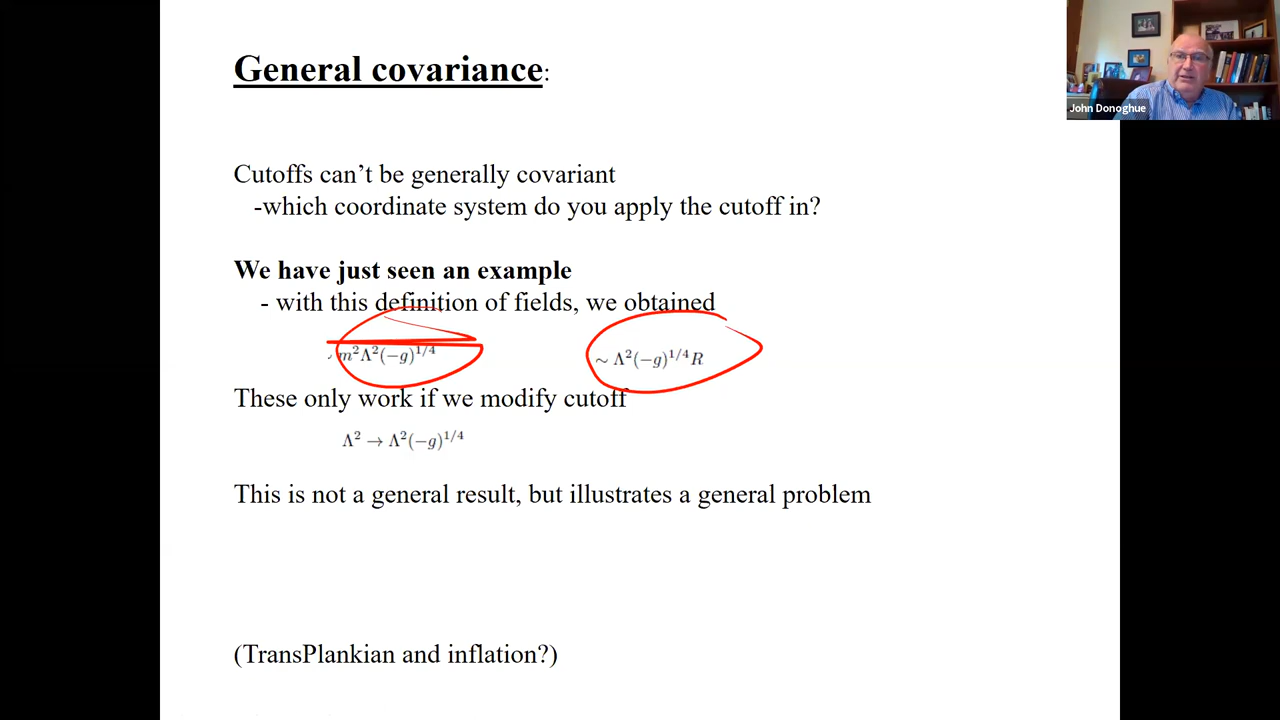 General covariance:
John Donoghue
Cutoffs can’t be generally covariant
-which coordinate system do you apply the cutoff in?
We have just seen an example
- with this definition of fields, we obtained
m²Λ²(−g)^{1/4}
∼ Λ²(−g)^{1/4}R
These only work if we modify cutoff
Λ² → Λ²(−g)^{1/4}
This is not a general result, but illustrates a general problem
(TransPlankian and inflation?)